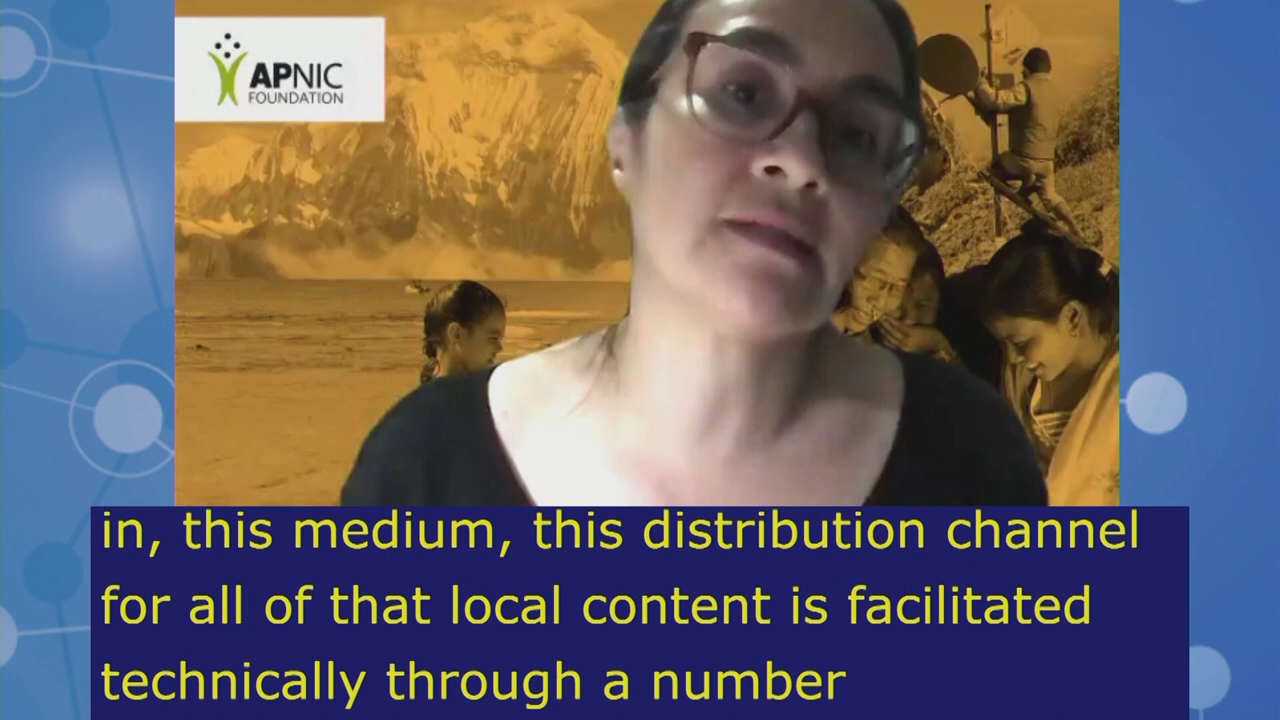 APNIC
FOUNDATION
in, this medium, this distribution channel
for all of that local content is facilitated
technically through a number